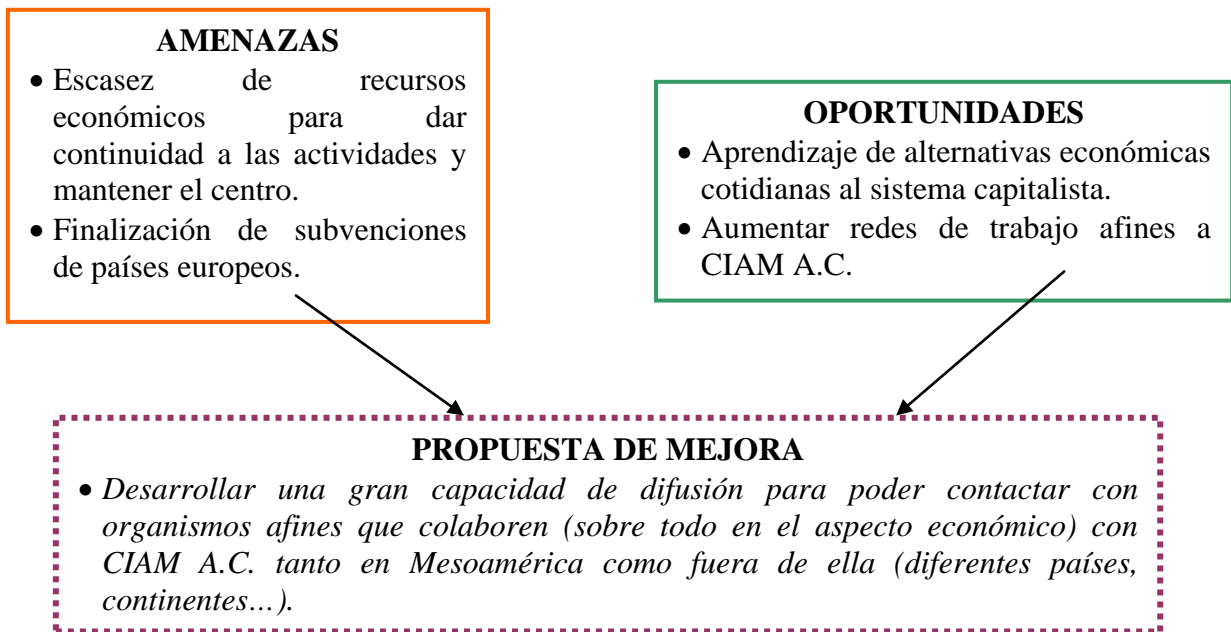 AMENAZAS
• Escasez de recursos
económicos para dar
continuidad a las actividades y
mantener el centro.
• Finalización de subvenciones
de países europeos.
OPORTUNIDADES
• Aprendizaje de alternativas económicas
cotidianas al sistema capitalista.
• Aumentar redes de trabajo afines a
CIAM A.C.
PROPUESTA DE MEJORA
• Desarrollar una gran capacidad de difusión para poder contactar con
organismos afines que colaboren (sobre todo en el aspecto económico) con
CIAM A.C. tanto en Mesoamérica como fuera de ella (diferentes países,
continentes…).